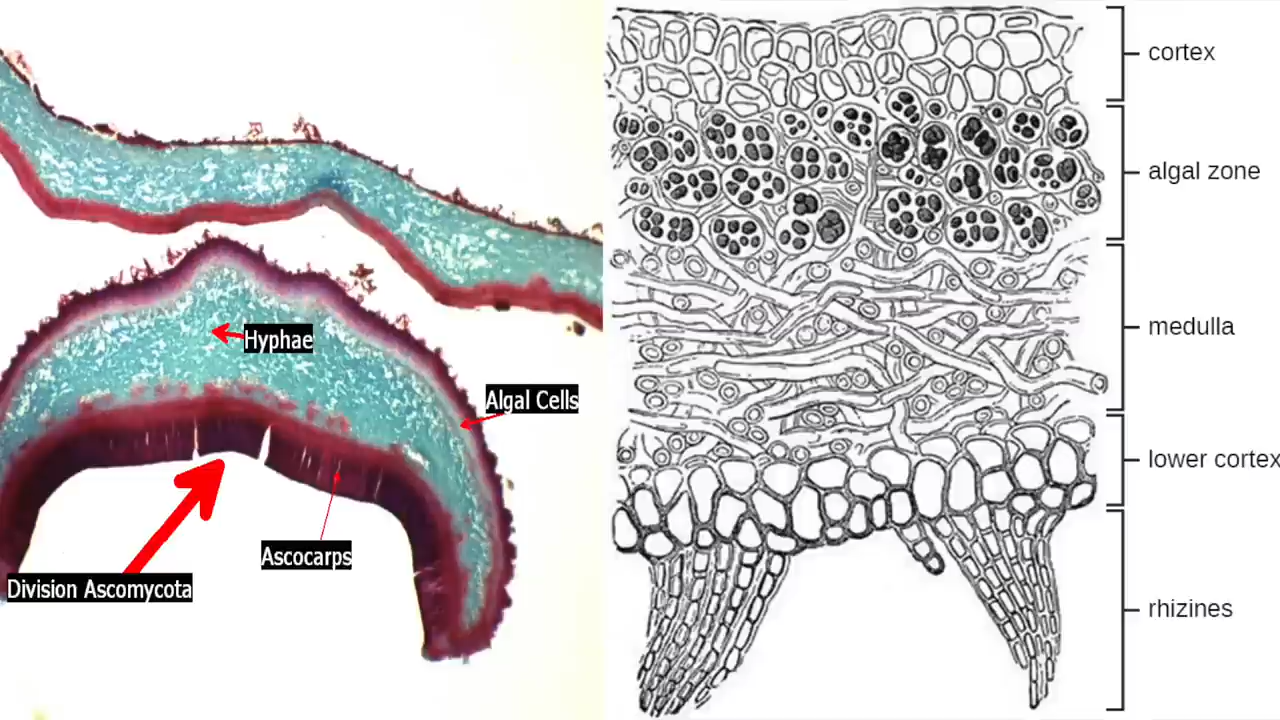 Hyphae
Algal Cells
Ascocarps
Division Ascomycota
cortex
algal zone
medulla
lower cortex
rhizines